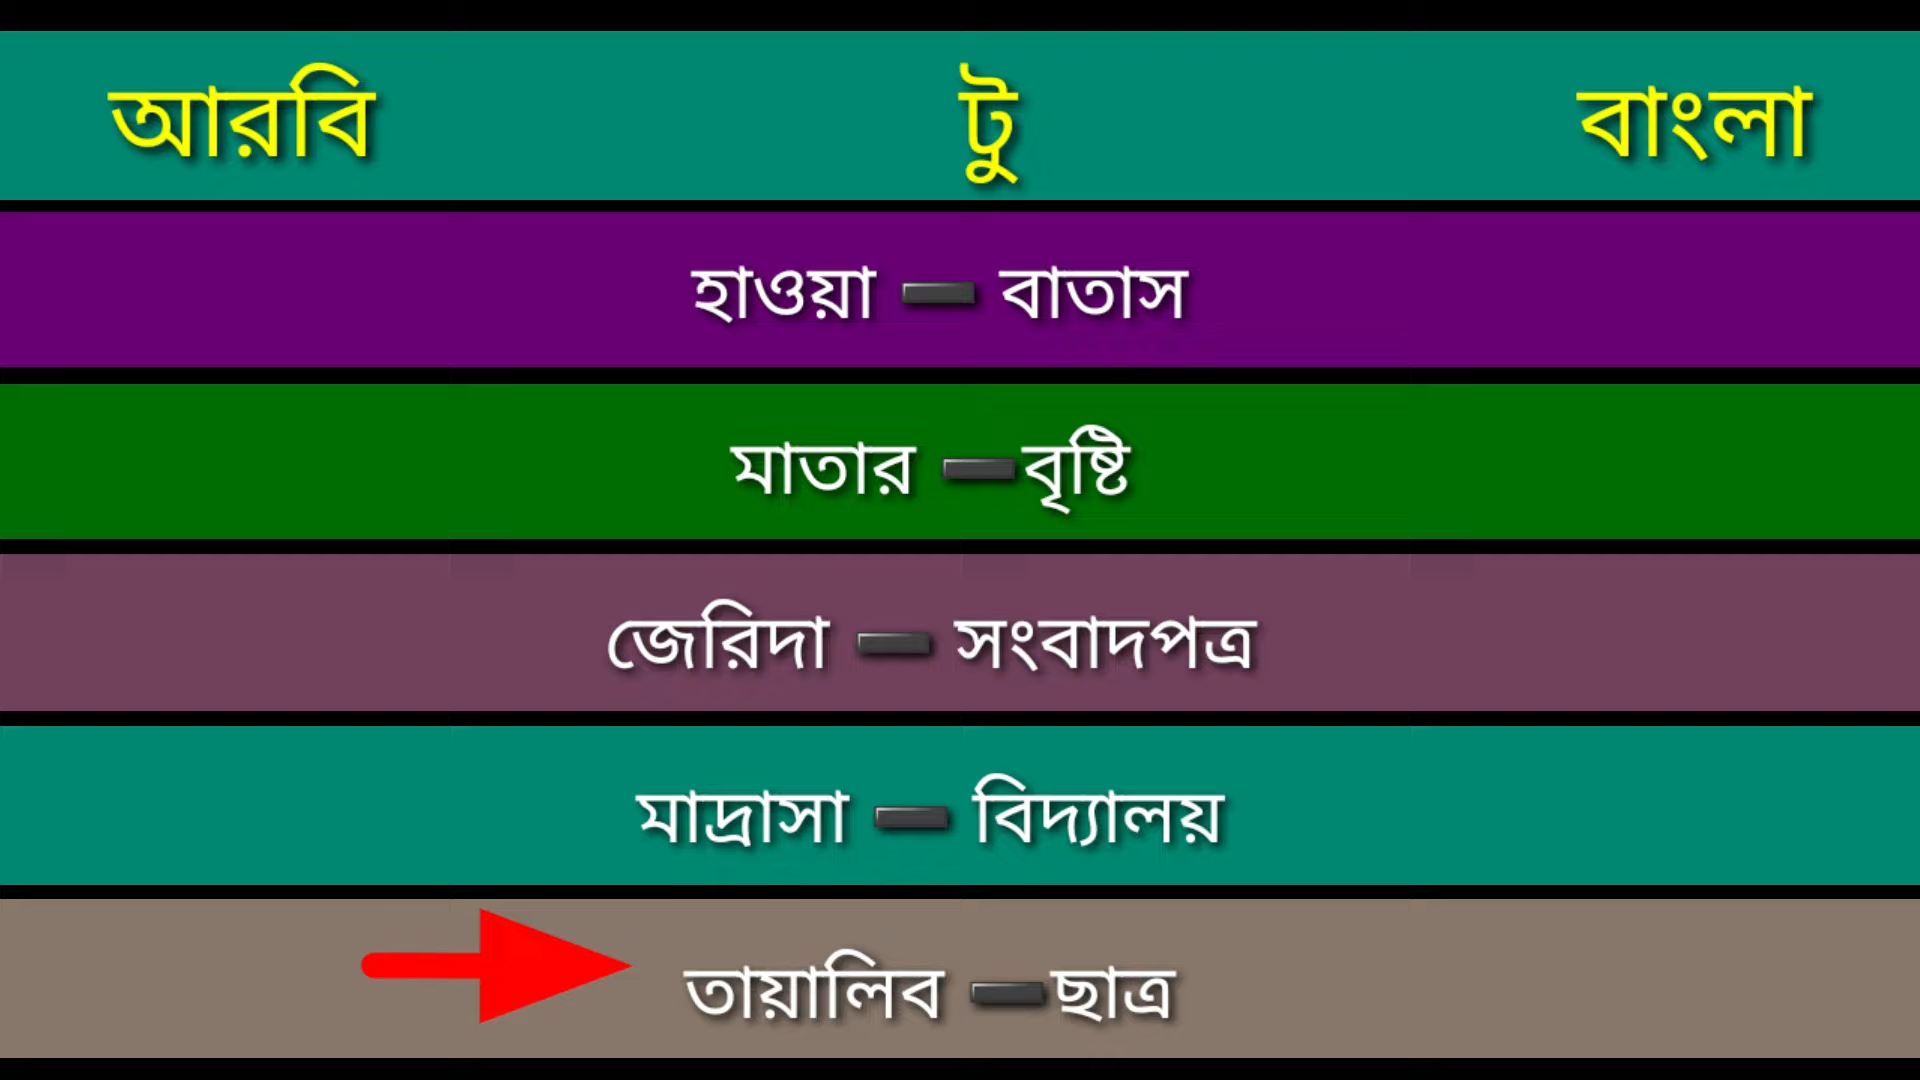 আরবি টু বাংলা
হাওয়া ➖ বাতাস
মাতার ➖বৃষ্টি
জেরিদা ➖ সংবাদপত্র
মাদ্রাসা ➖ বিদ্যালয়
তায়ালিব ➖ছাত্র